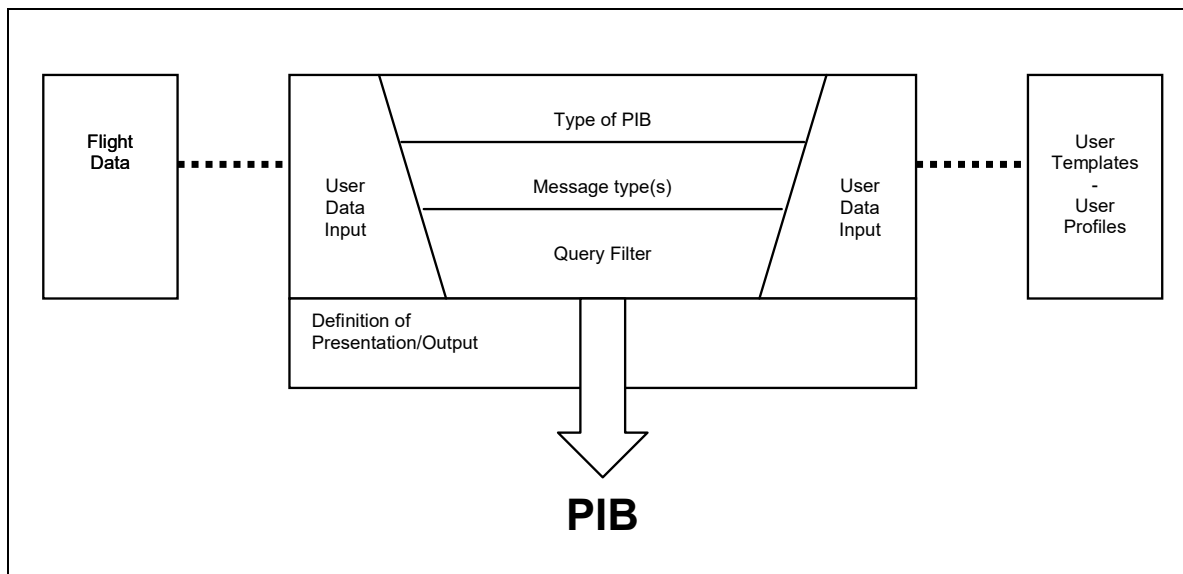 Flight
Data
User
Data
Input
Type of PIB
Message type(s)
Query Filter
User
Data
Input
User
Templates
-
User
Profiles
Definition of
Presentation/Output
PIB